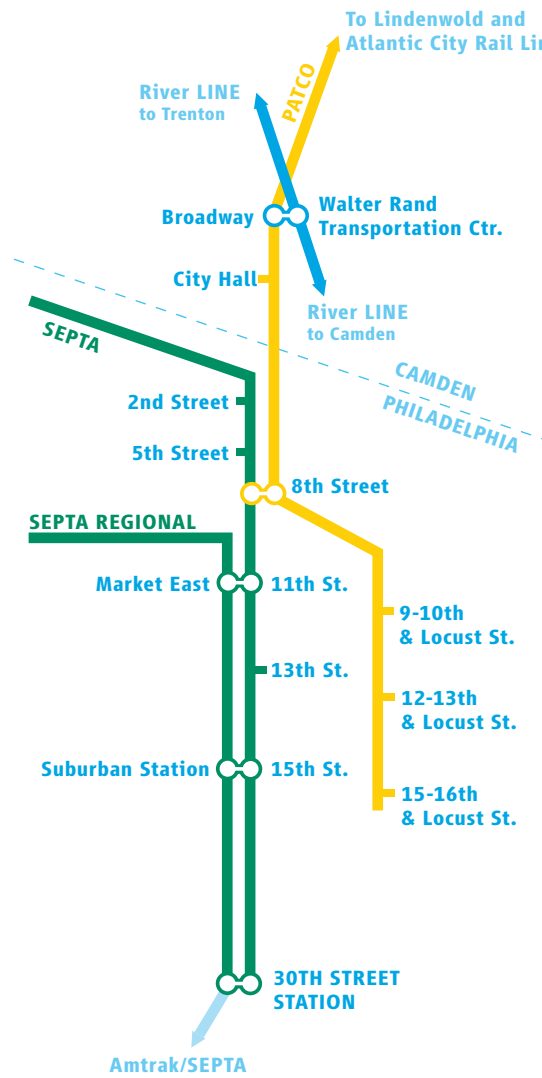 To Lindenwold and
Atlantic City Rail Lin
PATCO
River LINE
to Trenton
Broadway
Walter Rand
Transportation Ctr.
City Hall
River LINE
to Camden
SEPTA
CAMDEN
PHILADELPHIA
2nd Street
5th Street
8th Street
SEPTA REGIONAL
Market East
11th St.
9-10th
& Locust St.
13th St.
12-13th
& Locust St.
Suburban Station
15th St.
15-16th
& Locust St.
30TH STREET
STATION
Amtrak/SEPTA